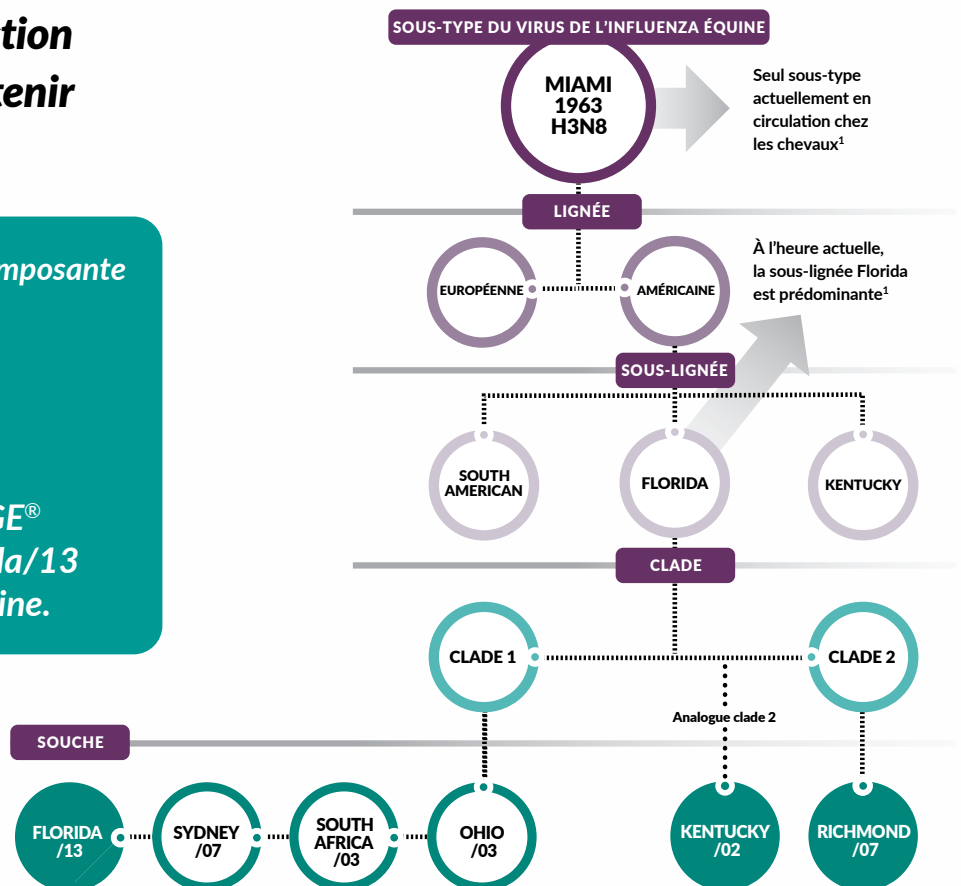 tion
tenir
mposante
GE®
da/13
ine.
SOUS-TYPE DU VIRUS DE L'INFLUENZA ÉQUINE
MIAMI
1963
H3N8
Seul sous-type
actuellement en
circulation chez
les chevaux1
LIGNÉE
EUROPÉENNE
AMÉRICAINE
À l'heure actuelle,
la sous-lignée Florida
est prédominante1
SOUS-LIGNÉE
SOUTH
AMERICAN
FLORIDA
KENTUCKY
CLADE
CLADE 1
CLADE 2
Analogue clade 2
SOUCHE
FLORIDA
/13
SYDNEY
/07
SOUTH
AFRICA
/03
OHIO
/03
KENTUCKY
/02
RICHMOND
/07